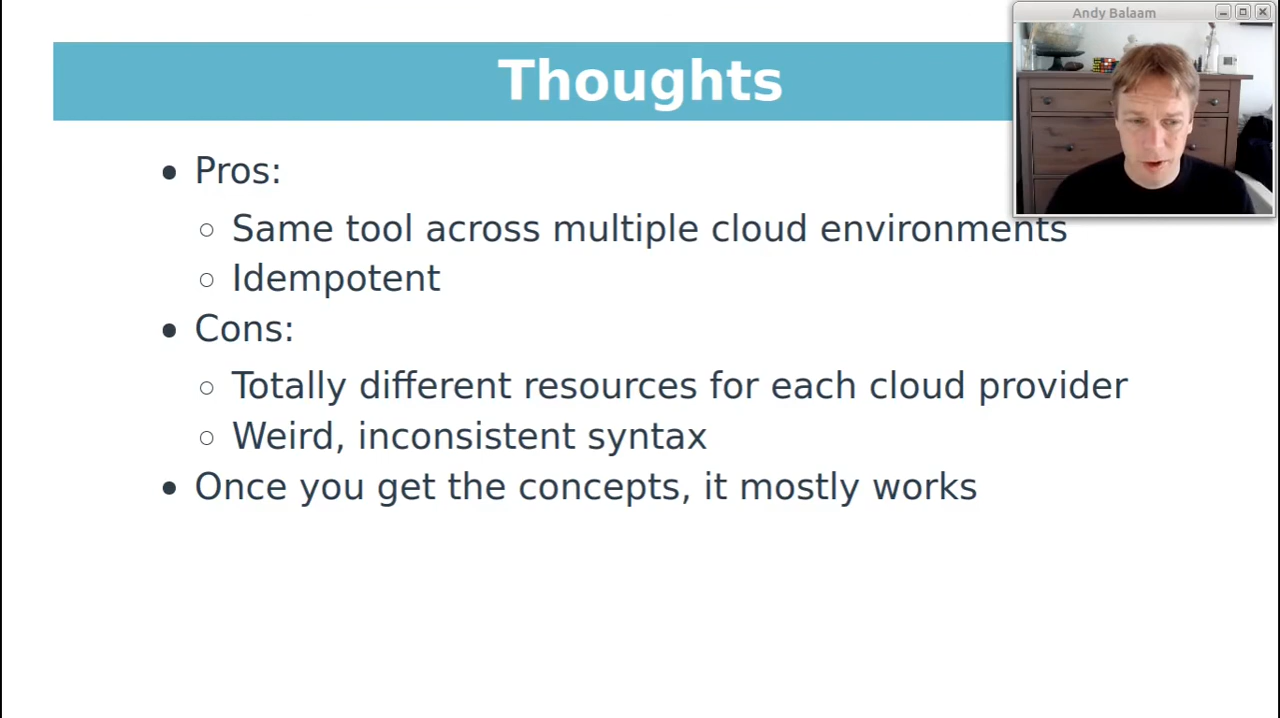 Andy Balaam
Thoughts
Pros:
Same tool across multiple cloud environments
Idempotent
Cons:
Totally different resources for each cloud provider
Weird, inconsistent syntax
Once you get the concepts, it mostly works